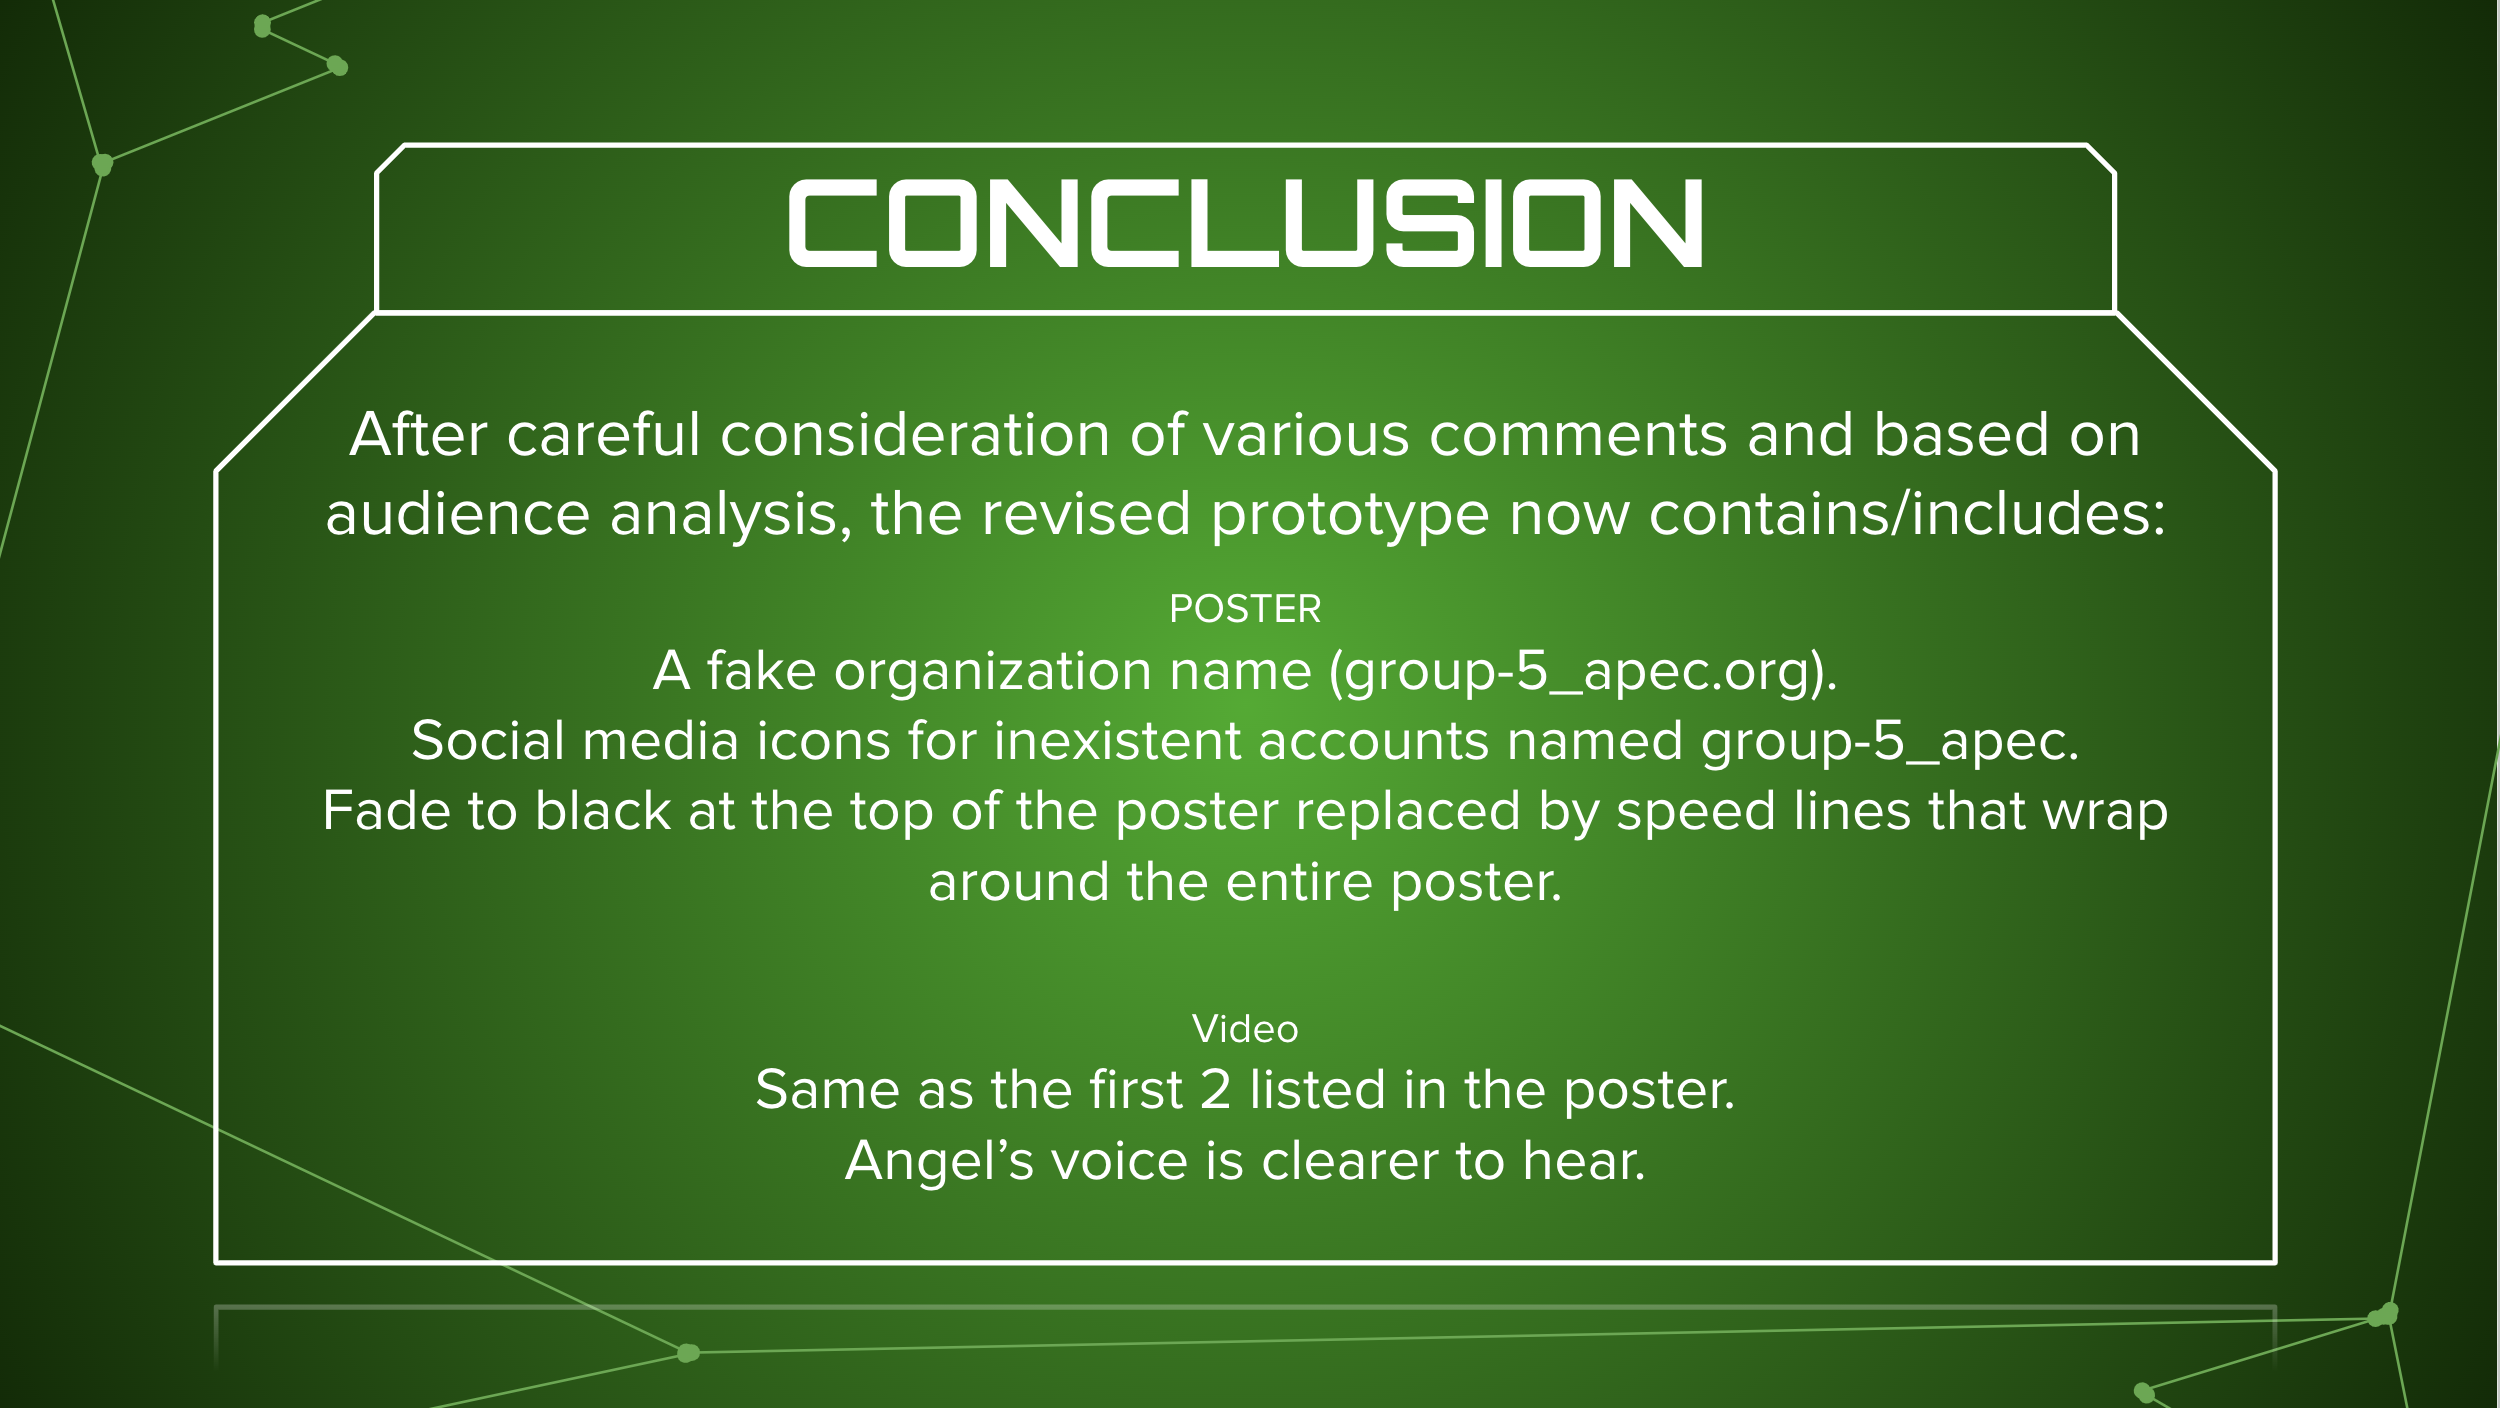 CONCLUSION
After careful consideration of various comments and based on
audience analysis, the revised prototype now contains/includes:
POSTER
A fake organization name (group-5_apec.org).
Social media icons for inexistent accounts named group-5_apec.
Fade to black at the top of the poster replaced by speed lines that wrap
around the entire poster.
Video
Same as the first 2 listed in the poster.
Angel’s voice is clearer to hear.